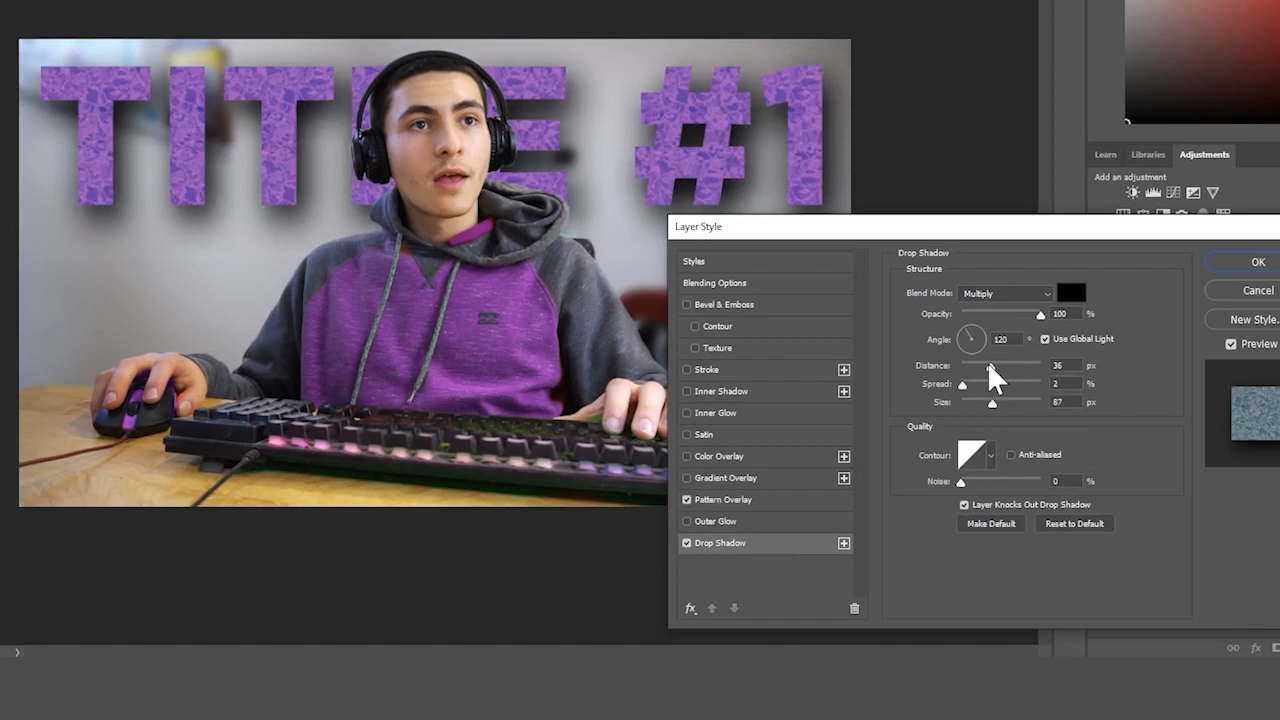 TITLE #1
Learn Libraries Adjustments
Add an adjustment
Layer Style
Styles
Blending Options
Bevel & Emboss
Contour
Texture
Stroke
Inner Shadow
Inner Glow
Satin
Color Overlay
Gradient Overlay
Pattern Overlay
Outer Glow
Drop Shadow
fx
Drop Shadow
Structure
Blend Mode: Multiply
Opacity: 100 %
Angle: 120 ° Use Global Light
Distance: 36 px
Spread: 2 %
Size: 87 px
Quality
Contour: Anti-aliased
Noise: 0 %
Layer Knocks Out Drop Shadow
Make Default Reset to Default
OK
Cancel
New Style.
Preview
fx